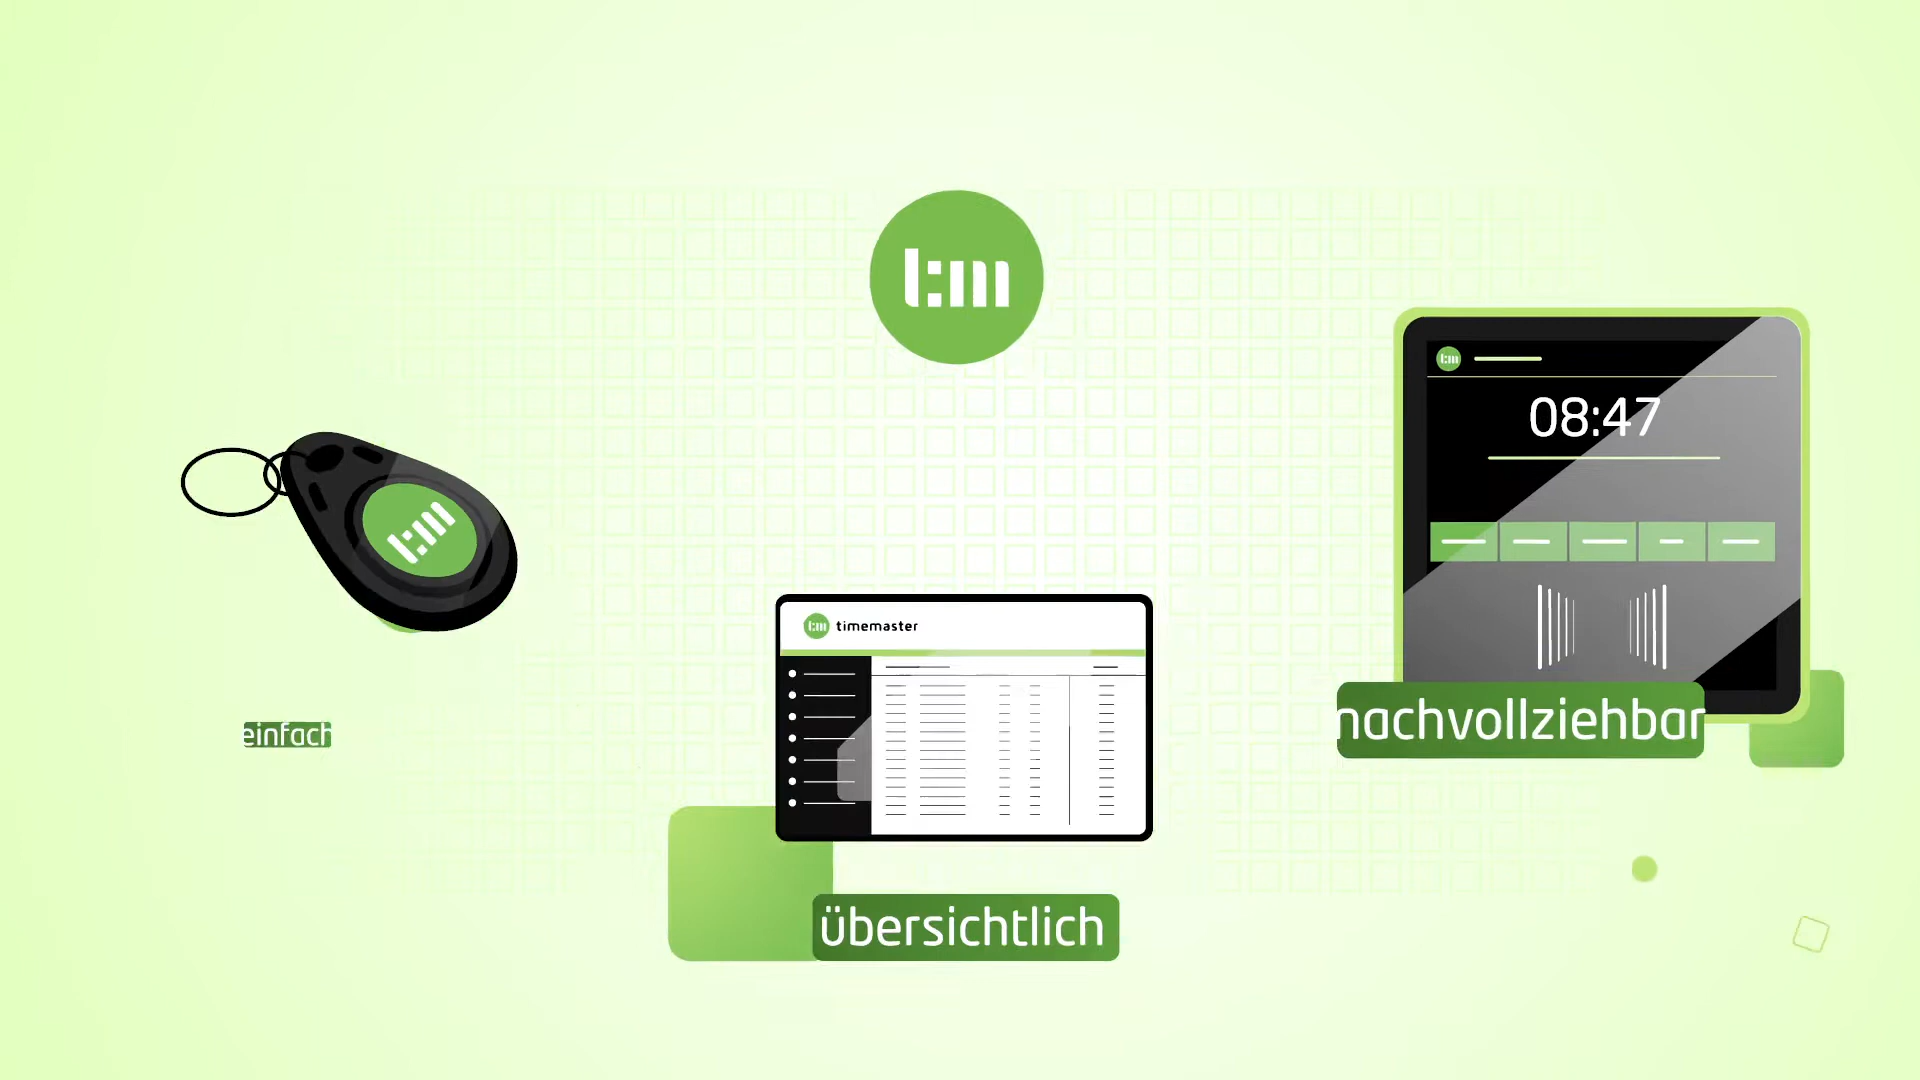 t:m
t:m
08:47
t:m
t:m timemaster
einfach
nachvollziehbar
übersichtlich